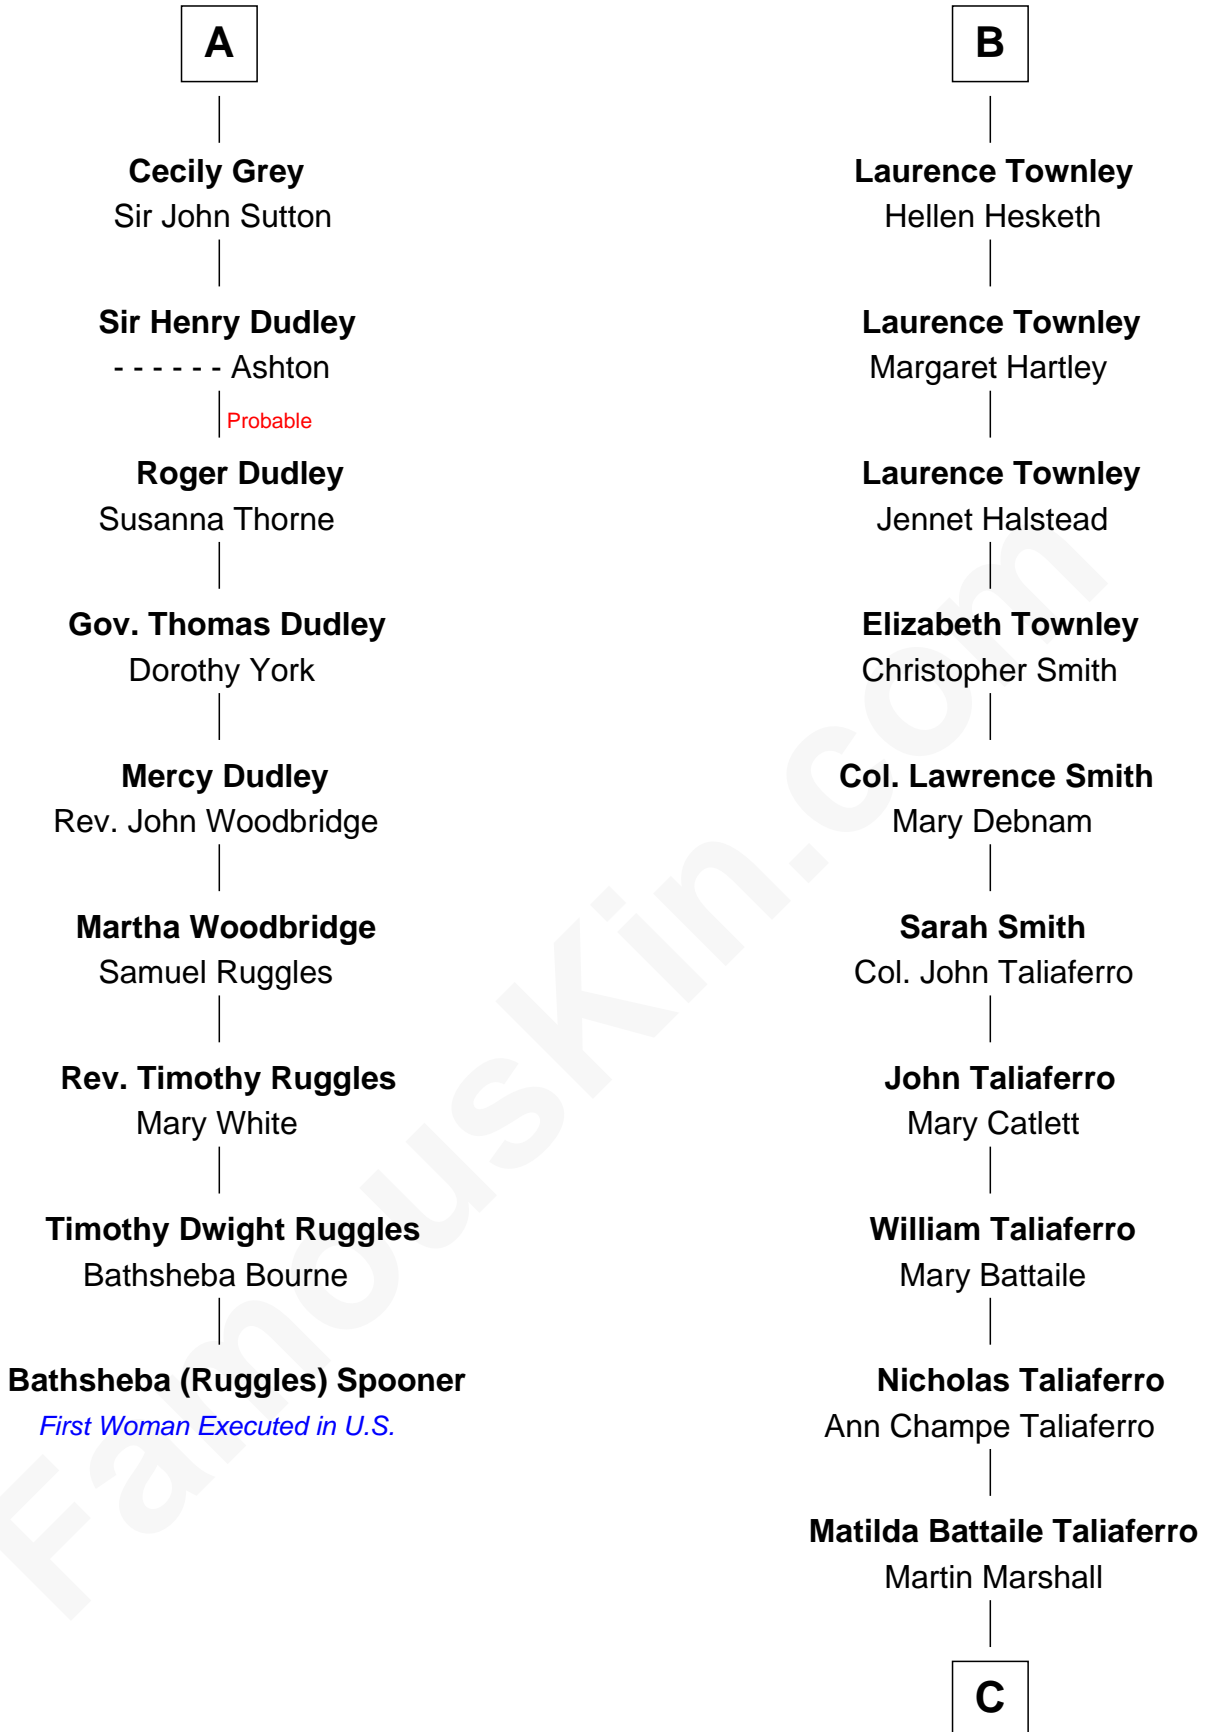 A
Cecily Grey
Sir John Sutton
Sir Henry Dudley
- - - - - - Ashton
Probable
Roger Dudley
Susanna Thorne
Gov. Thomas Dudley
Dorothy York
Mercy Dudley
Rev. John Woodbridge
Martha Woodbridge
Samuel Ruggles
Rev. Timothy Ruggles
Mary White
Timothy Dwight Ruggles
Bathsheba Bourne
Bathsheba (Ruggles) Spooner
First Woman Executed in U.S.
B
Laurence Townley
Hellen Hesketh
Laurence Townley
Margaret Hartley
Laurence Townley
Jennet Halstead
Elizabeth Townley
Christopher Smith
Col. Lawrence Smith
Mary Debnam
Sarah Smith
Col. John Taliaferro
John Taliaferro
Mary Catlett
William Taliaferro
Mary Battaile
Nicholas Taliaferro
Ann Champe Taliaferro
Matilda Battaile Taliaferro
Martin Marshall
C
FamousKin.com